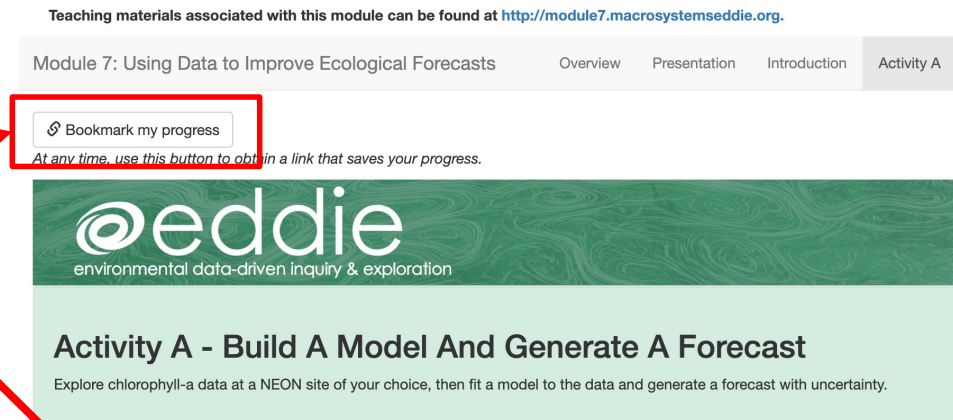 Teaching materials associated with this module can be found at http://module7.macrosystemseddie.org.
Module 7: Using Data to Improve Ecological Forecasts Overview Presentation Introduction Activity A
Bookmark my progress
At any time, use this button to obtain a link that saves your progress.
eddie
environmental data-driven inquiry & exploration
Activity A - Build A Model And Generate A Forecast
Explore chlorophyll-a data at a NEON site of your choice, then fit a model to the data and generate a forecast with uncertainty.